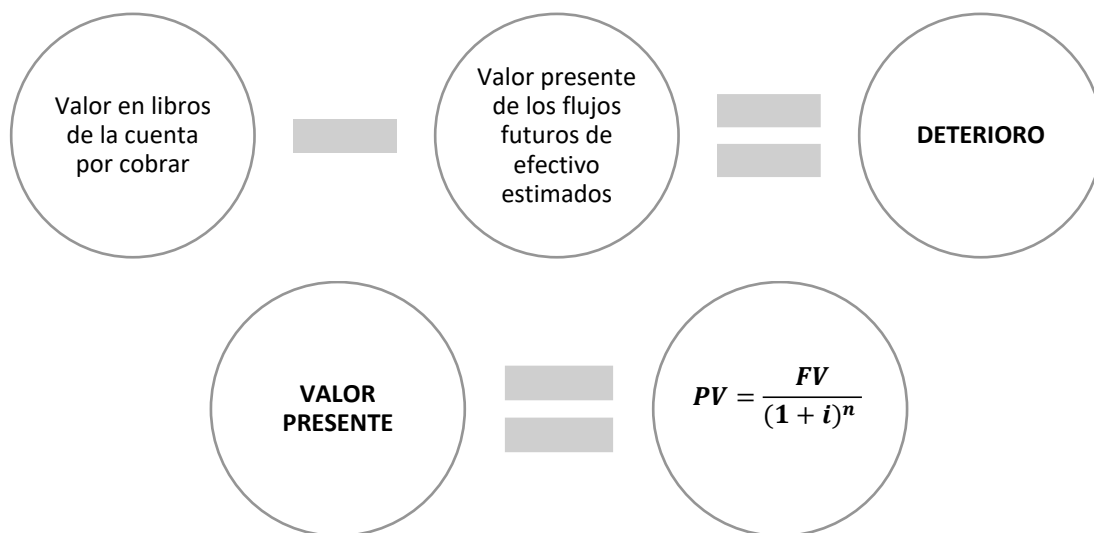 Valor en libros
de la cuenta
por cobrar
Valor presente
de los flujos
futuros de
efectivo
estimados
DETERIORO
VALOR
PRESENTE
PV = FV / (1 + i)^n